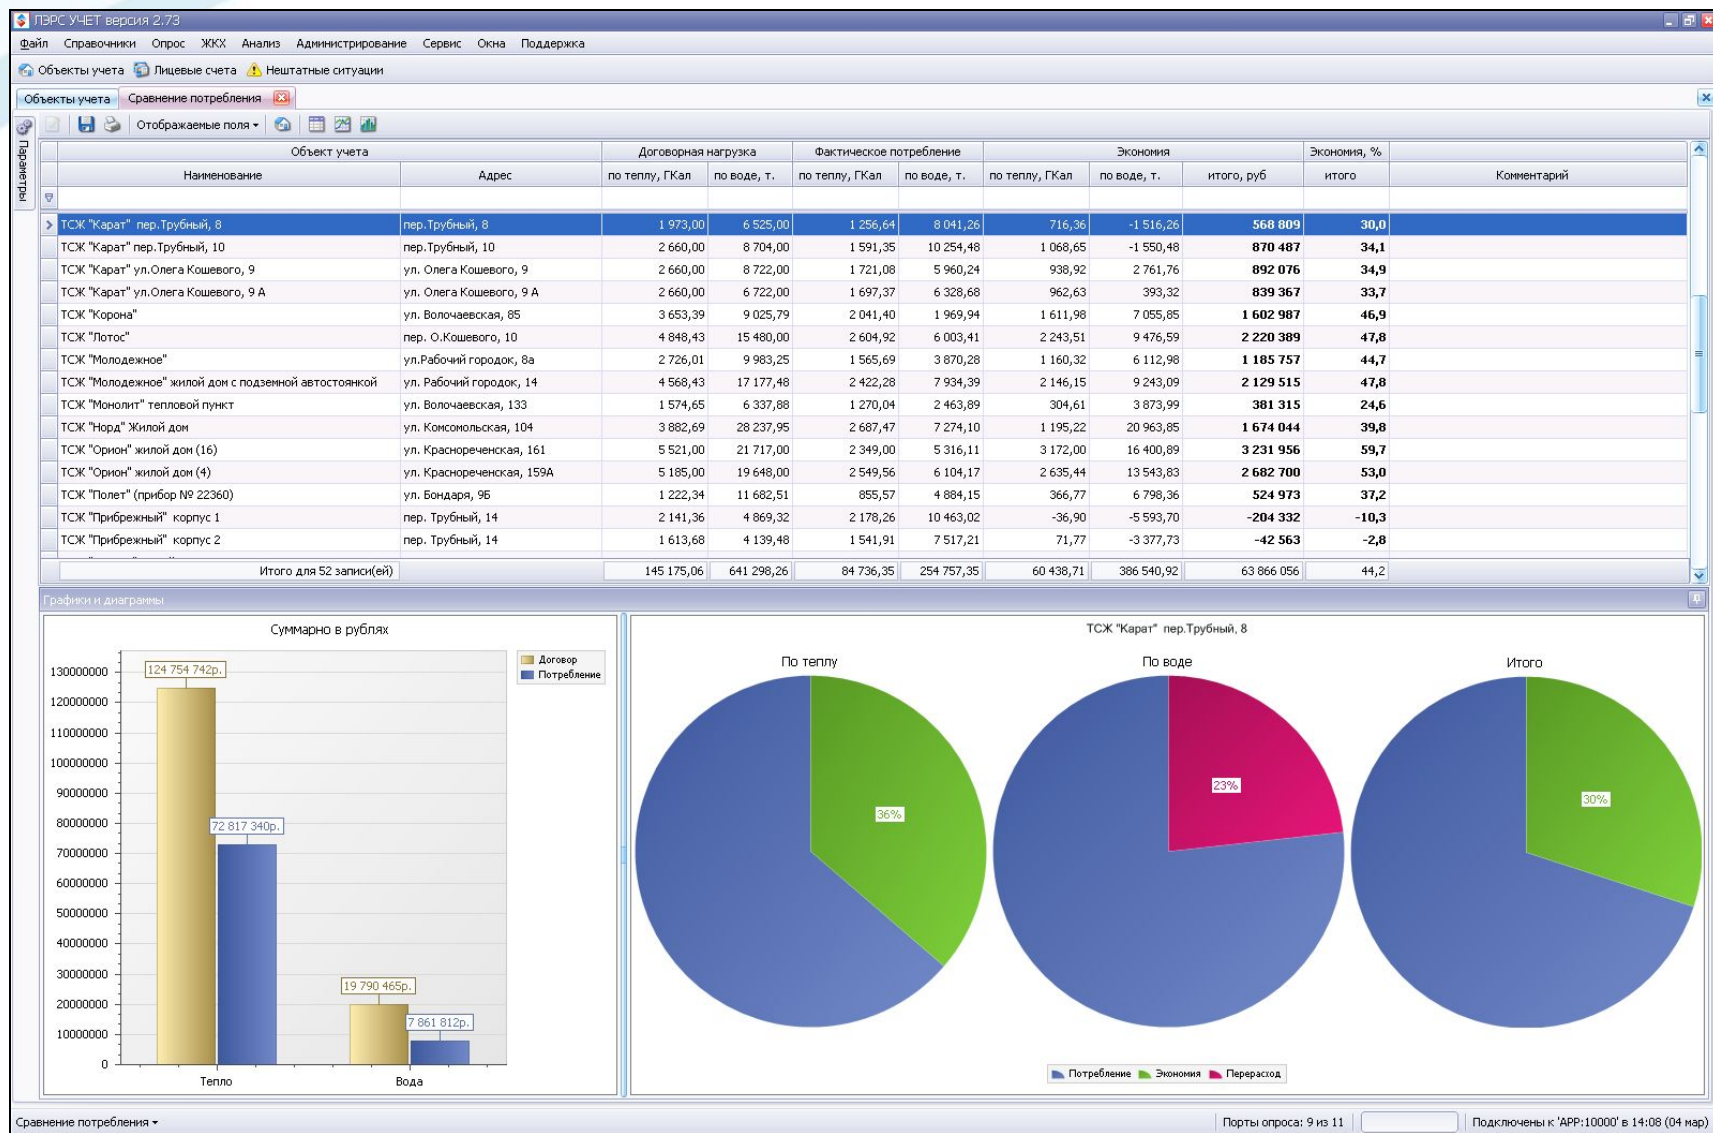 ЛЭРС УЧЕТ версия 2.73
Файл Справочники Опрос ЖКХ Анализ Администрирование Сервис Окна Поддержка
Объекты учета Лицевые счета Нештатные ситуации
Объекты учета Сравнение потребления
Параметры
Отображаемые поля
Объект учета Договорная нагрузка Фактическое потребление Экономия Экономия, %
Наименование Адрес по теплу, ГКал по воде, т. по теплу, ГКал по воде, т. по теплу, ГКал по воде, т. итого, руб итого Комментарий
ТСЖ "Карат" пер.Трубный, 8 пер.Трубный, 8 1 973,00 6 525,00 1 256,64 8 041,26 716,36 -1 516,26 568 809 30,0
ТСЖ "Карат" пер.Трубный, 10 пер.Трубный, 10 2 660,00 8 704,00 1 591,35 10 254,48 1 068,65 -1 550,48 870 487 34,1
ТСЖ "Карат" ул.Олега Кошевого, 9 ул. Олега Кошевого, 9 2 660,00 8 722,00 1 721,08 5 960,24 938,92 2 761,76 892 076 34,9
ТСЖ "Карат" ул.Олега Кошевого, 9 А ул. Олега Кошевого, 9 А 2 660,00 6 722,00 1 697,37 6 328,68 962,63 393,32 839 367 33,7
ТСЖ "Корона" ул. Волочаевская, 85 3 653,39 9 025,79 2 041,40 1 969,94 1 611,98 7 055,85 1 602 987 46,9
ТСЖ "Лотос" пер. О.Кошевого, 10 4 848,43 15 480,00 2 604,92 6 003,41 2 243,51 9 476,59 2 220 389 47,8
ТСЖ "Молодежное" ул.Рабочий городок, 8а 2 726,01 9 983,25 1 565,69 3 870,28 1 160,32 6 112,98 1 185 757 44,7
ТСЖ "Молодежное" жилой дом с подземной автостоянкой ул. Рабочий городок, 14 4 568,43 17 177,48 2 422,28 7 934,39 2 146,15 9 243,09 2 129 515 47,8
ТСЖ "Монолит" тепловой пункт ул. Волочаевская, 133 1 574,65 6 337,88 1 270,04 2 463,89 304,61 3 873,99 381 315 24,6
ТСЖ "Норд" Жилой дом ул. Комсомольская, 104 3 882,69 28 237,95 2 687,47 7 274,10 1 195,22 20 963,85 1 674 044 39,8
ТСЖ "Орион" жилой дом (16) ул. Краснореченская, 161 5 521,00 21 717,00 2 349,00 5 316,11 3 172,00 16 400,89 3 231 956 59,7
ТСЖ "Орион" жилой дом (4) ул. Краснореченская, 159А 5 185,00 19 648,00 2 549,56 6 104,17 2 635,44 13 543,83 2 682 700 53,0
ТСЖ "Полет" (прибор № 22360) ул. Бондаря, 9Б 1 222,34 11 682,51 855,57 4 884,15 366,77 6 798,36 524 973 37,2
ТСЖ "Прибрежный" корпус 1 пер. Трубный, 14 2 141,36 4 869,32 2 178,26 10 463,02 -36,90 -5 593,70 -204 332 -10,3
ТСЖ "Прибрежный" корпус 2 пер. Трубный, 14 1 613,68 4 139,48 1 541,91 7 517,21 71,77 -3 377,73 -42 563 -2,8
Итого для 52 записи(ей) 145 175,06 641 298,26 84 736,35 254 757,35 60 438,71 386 540,92 63 866 056 44,2
Графики и диаграммы
Суммарно в рублях
Договор
Потребление
130000000
120000000
110000000
100000000
90000000
80000000
70000000
60000000
50000000
40000000
30000000
20000000
10000000
0
124 754 742р.
72 817 340р.
19 790 465р.
7 861 812р.
Тепло Вода
ТСЖ "Карат" пер.Трубный, 8
По теплу По воде Итого
36% 23% 30%
Потребление Экономия Перерасход
Сравнение потребления Порты опроса: 9 из 11 Подключены к 'APP:10000' в 14:08 (04 мар)